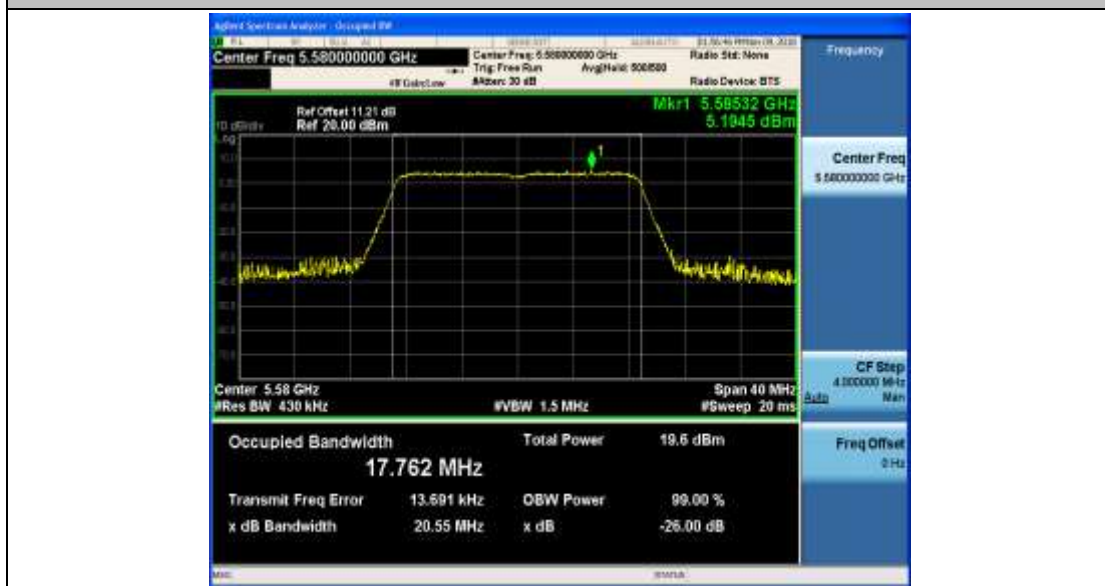 Agilent Spectrum Analyzer - Occupied BW
Center Freq 5.580000000 GHz
Center Freq: 5.580000000 GHz
Radio Std: None
Trig: Free Run
Avg|Hold: 500/500
#IFGain:Low
#Atten: 30 dB
Radio Device: BTS
Frequency
Ref Offset 11.21 dB
Mkr1 5.58532 GHz
10 dB/div
Ref 20.00 dBm
5.1945 dBm
Log
1
Center Freq
5.580000000 GHz
Center 5.58 GHz
Span 40 MHz
#Res BW 430 kHz
#VBW 1.5 MHz
#Sweep 20 ms
CF Step
4.000000 MHz
Auto
Man
Occupied Bandwidth
Total Power
19.6 dBm
17.762 MHz
Freq Offset
0 Hz
Transmit Freq Error
13.691 kHz
OBW Power
99.00 %
x dB Bandwidth
20.55 MHz
x dB
-26.00 dB
MSG
STATUS